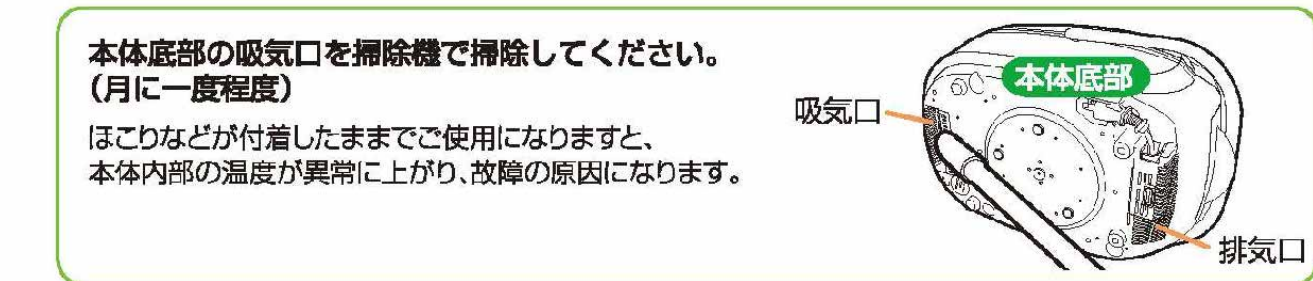 本体底部の吸気口を掃除機で掃除してください。
(月に一度程度)
ほこりなどが付着したままでご使用になりますと、
本体内部の温度が異常に上がり、故障の原因になります。
本体底部
吸気口
排気口